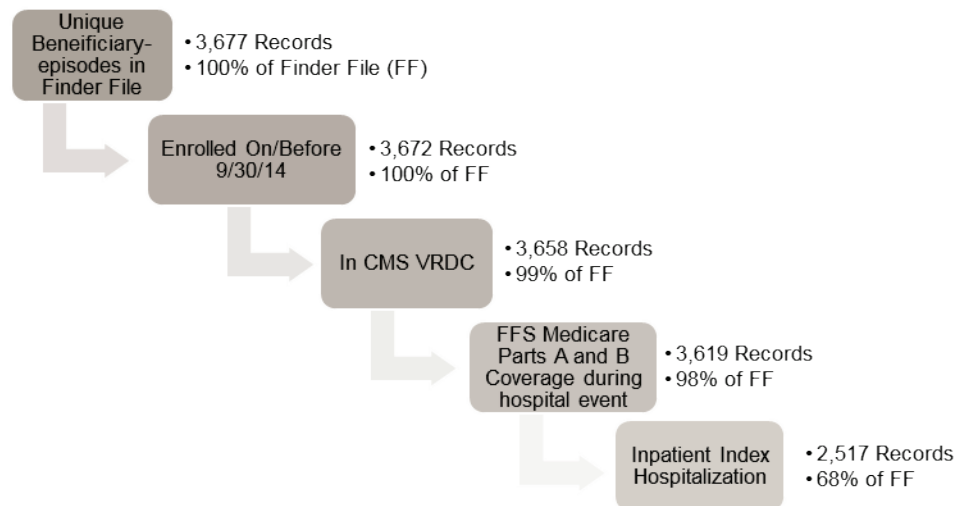 Unique
Beneificiary-
episodes in
Finder File
• 3,677 Records
• 100% of Finder File (FF)
Enrolled On/Before
9/30/14
• 3,672 Records
• 100% of FF
In CMS VRDC
• 3,658 Records
• 99% of FF
FFS Medicare
Parts A and B
Coverage during
hospital event
• 3,619 Records
• 98% of FF
Inpatient Index
Hospitalization
• 2,517 Records
• 68% of FF